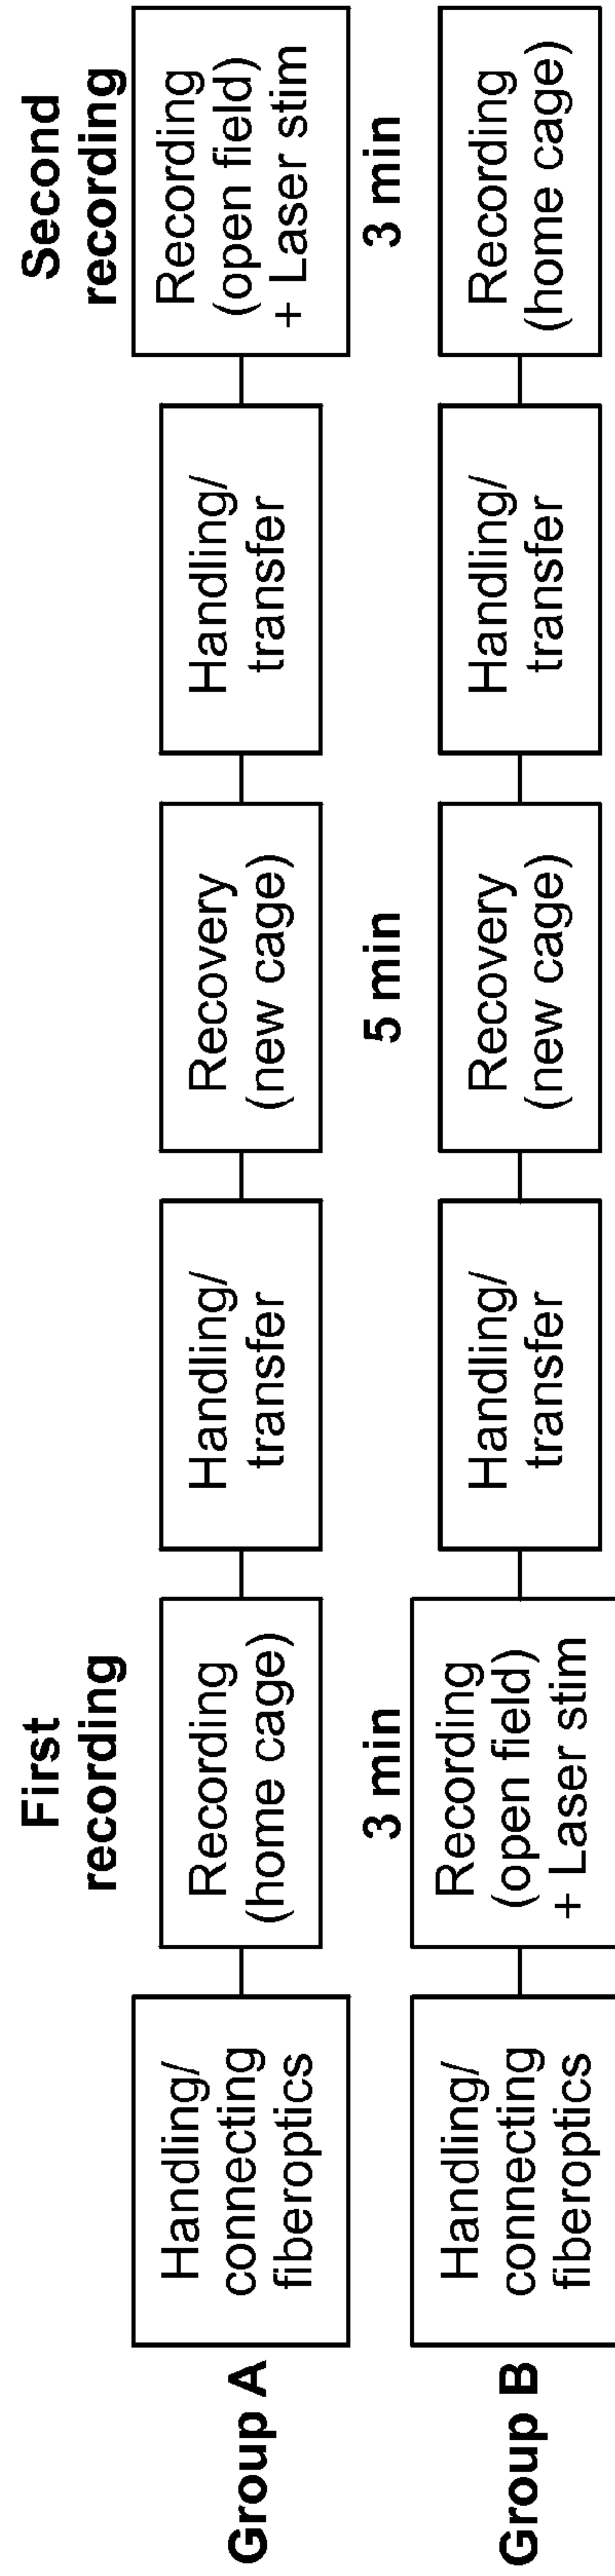 First
recording
Second
recording
Group A
Handling/
connecting
fiberoptics
Recording
(home cage)
Handling/
transfer
Recovery
(new cage)
Handling/
transfer
Recording
(open field)
+ Laser stim
3 min
5 min
3 min
Group B
Handling/
connecting
fiberoptics
Recording
(open field)
+ Laser stim
Handling/
transfer
Recovery
(new cage)
Handling/
transfer
Recording
(home cage)